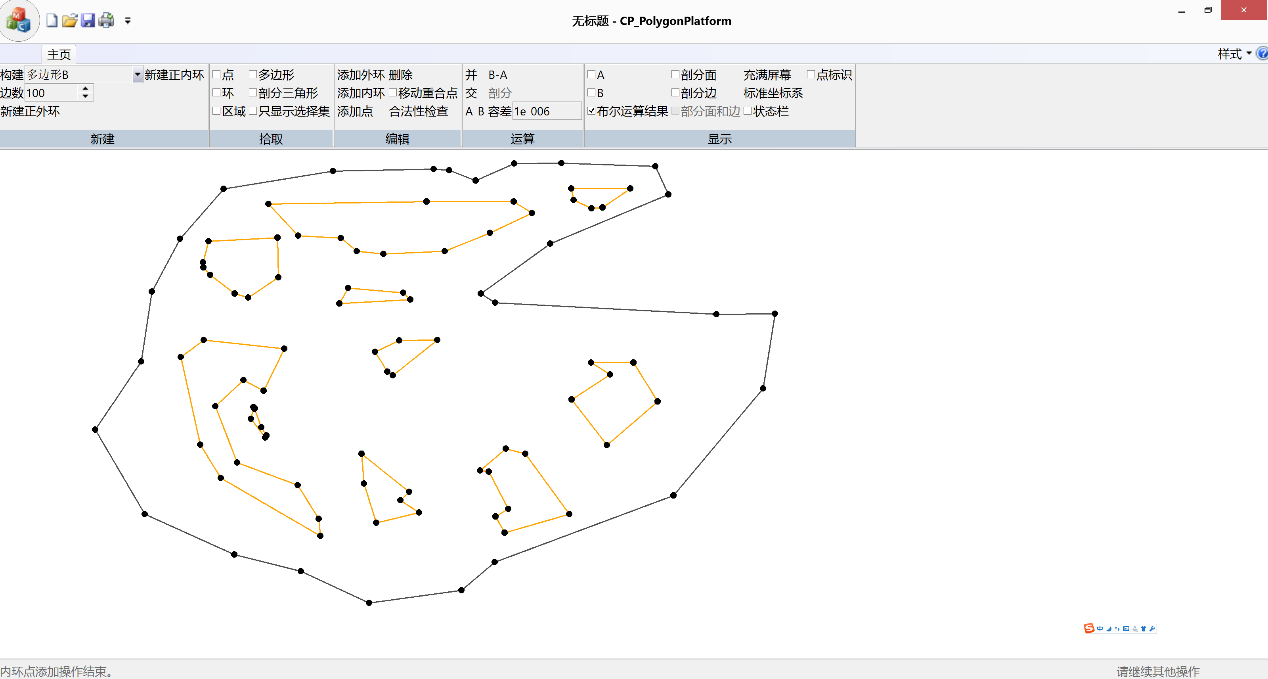 无标题 - CP_PolygonPlatform
主页
样式
构建 多边形B 新建正内环
边数 100
新建正外环
新建
点 多边形
环 剖分三角形
区域 只显示选择集
拾取
添加外环 删除
添加内环 移动重合点
添加点 合法性检查
编辑
并 B-A
交 剖分
A B 容差 1e 006
运算
A 剖分面 充满屏幕 点标识
B 剖分边 标准坐标系
布尔运算结果 剖分面和边 状态栏
显示
中
内环点添加操作结束。
请继续其他操作